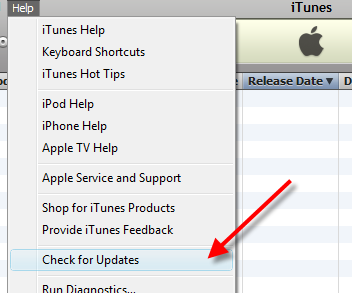 Help
iTunes
iTunes Help
Keyboard Shortcuts
iTunes Hot Tips
Release Date
iPod Help
iPhone Help
Apple TV Help
Apple Service and Support
Shop for iTunes Products
Provide iTunes Feedback
Check for Updates
Run Diagnostics...